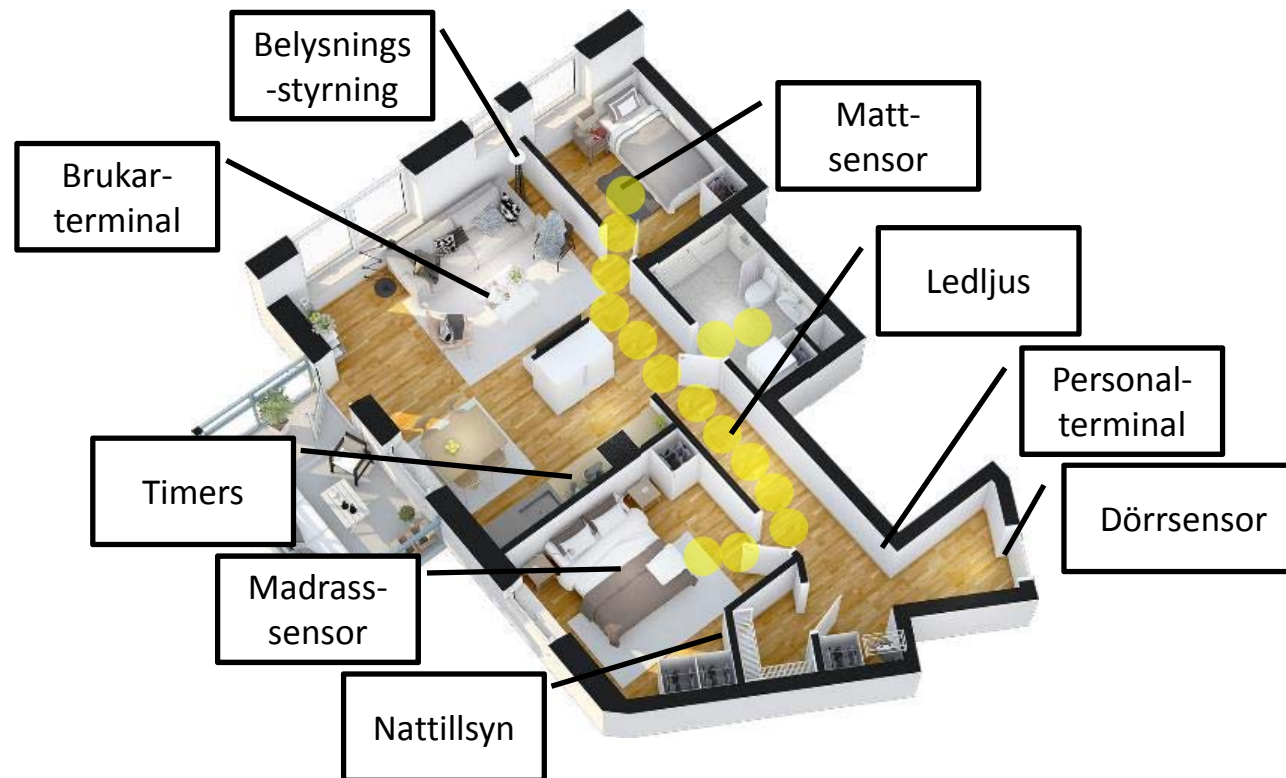 Belysnings
-styrning
Matt-
sensor
Brukar-
terminal
Ledljus
Personal-
terminal
Timers
Dörrsensor
Madrass-
sensor
Nattillsyn